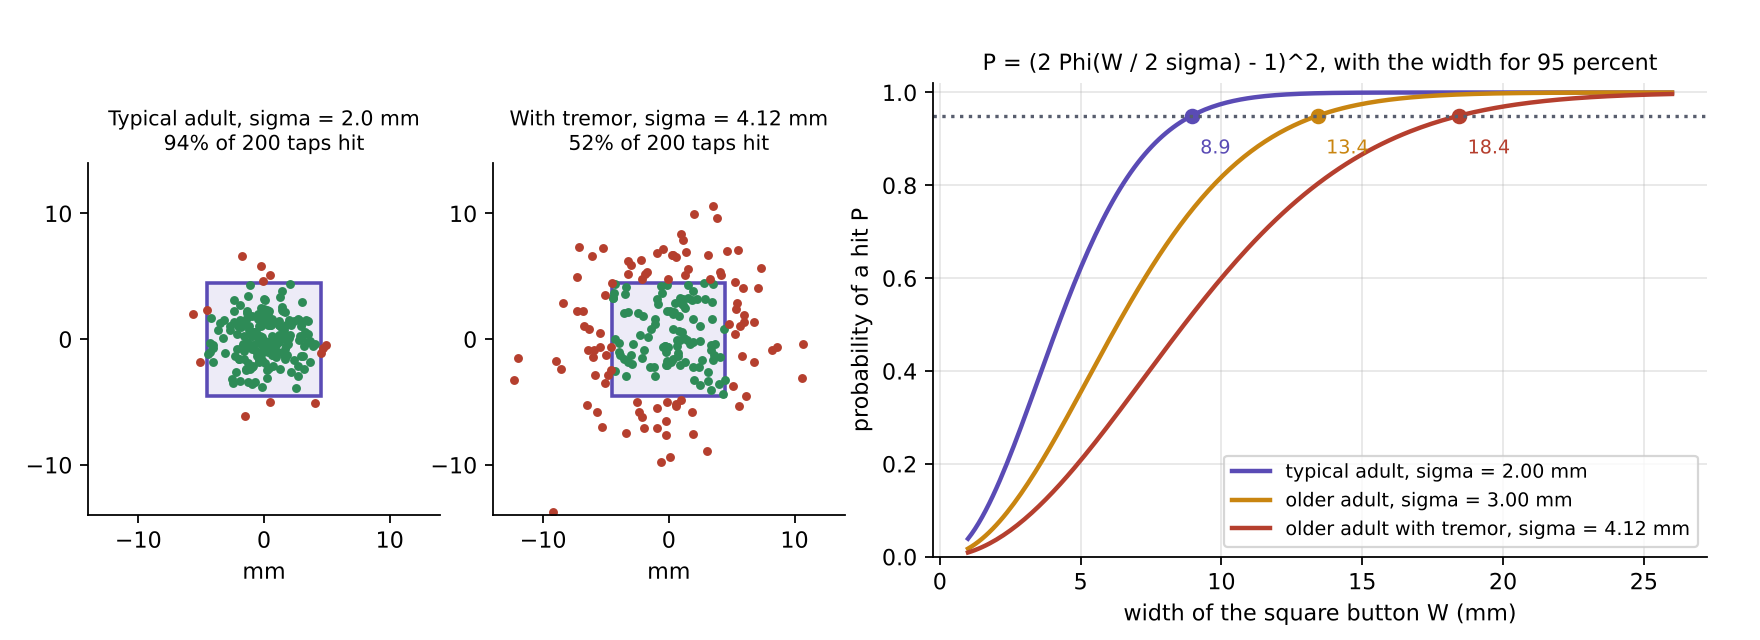 Typical adult, sigma = 2.0 mm
94% of 200 taps hit
10
0
−10
−10
0
10
mm
With tremor, sigma = 4.12 mm
52% of 200 taps hit
10
0
−10
−10
0
10
mm
P = (2 Phi(W / 2 sigma) - 1)^2, with the width for 95 percent
probability of a hit P
1.0
0.8
0.6
0.4
0.2
0.0
8.9
13.4
18.4
typical adult, sigma = 2.00 mm
older adult, sigma = 3.00 mm
older adult with tremor, sigma = 4.12 mm
0
5
10
15
20
25
width of the square button W (mm)